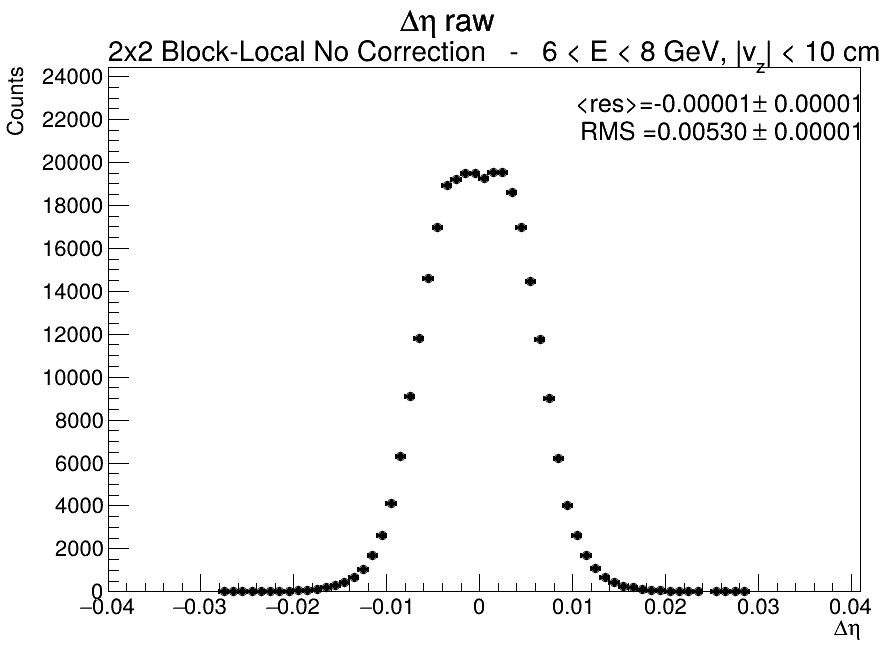 Δη raw
2x2 Block-Local No Correction - 6 < E < 8 GeV, |v_z| < 10 cm
Counts
<res>=-0.00001± 0.00001
RMS =0.00530± 0.00001
24000
22000
20000
18000
16000
14000
12000
10000
8000
6000
4000
2000
0
−0.04 −0.03 −0.02 −0.01 0 0.01 0.02 0.03 0.04
Δη